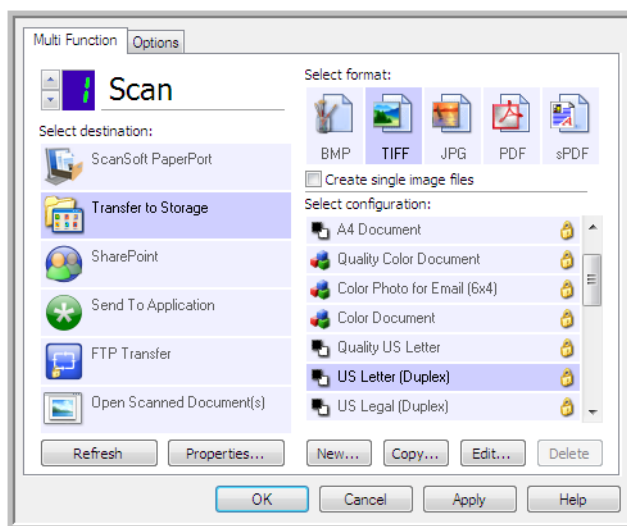 Multi Function
Options
1
Scan
Select destination:
ScanSoft PaperPort
Transfer to Storage
SharePoint
Send To Application
FTP Transfer
Open Scanned Document(s)
Refresh
Properties...
Select format:
BMP
TIFF
JPG
PDF
sPDF
Create single image files
Select configuration:
A4 Document
Quality Color Document
Color Photo for Email (6x4)
Color Document
Quality US Letter
US Letter (Duplex)
US Legal (Duplex)
New...
Copy...
Edit...
Delete
OK
Cancel
Apply
Help